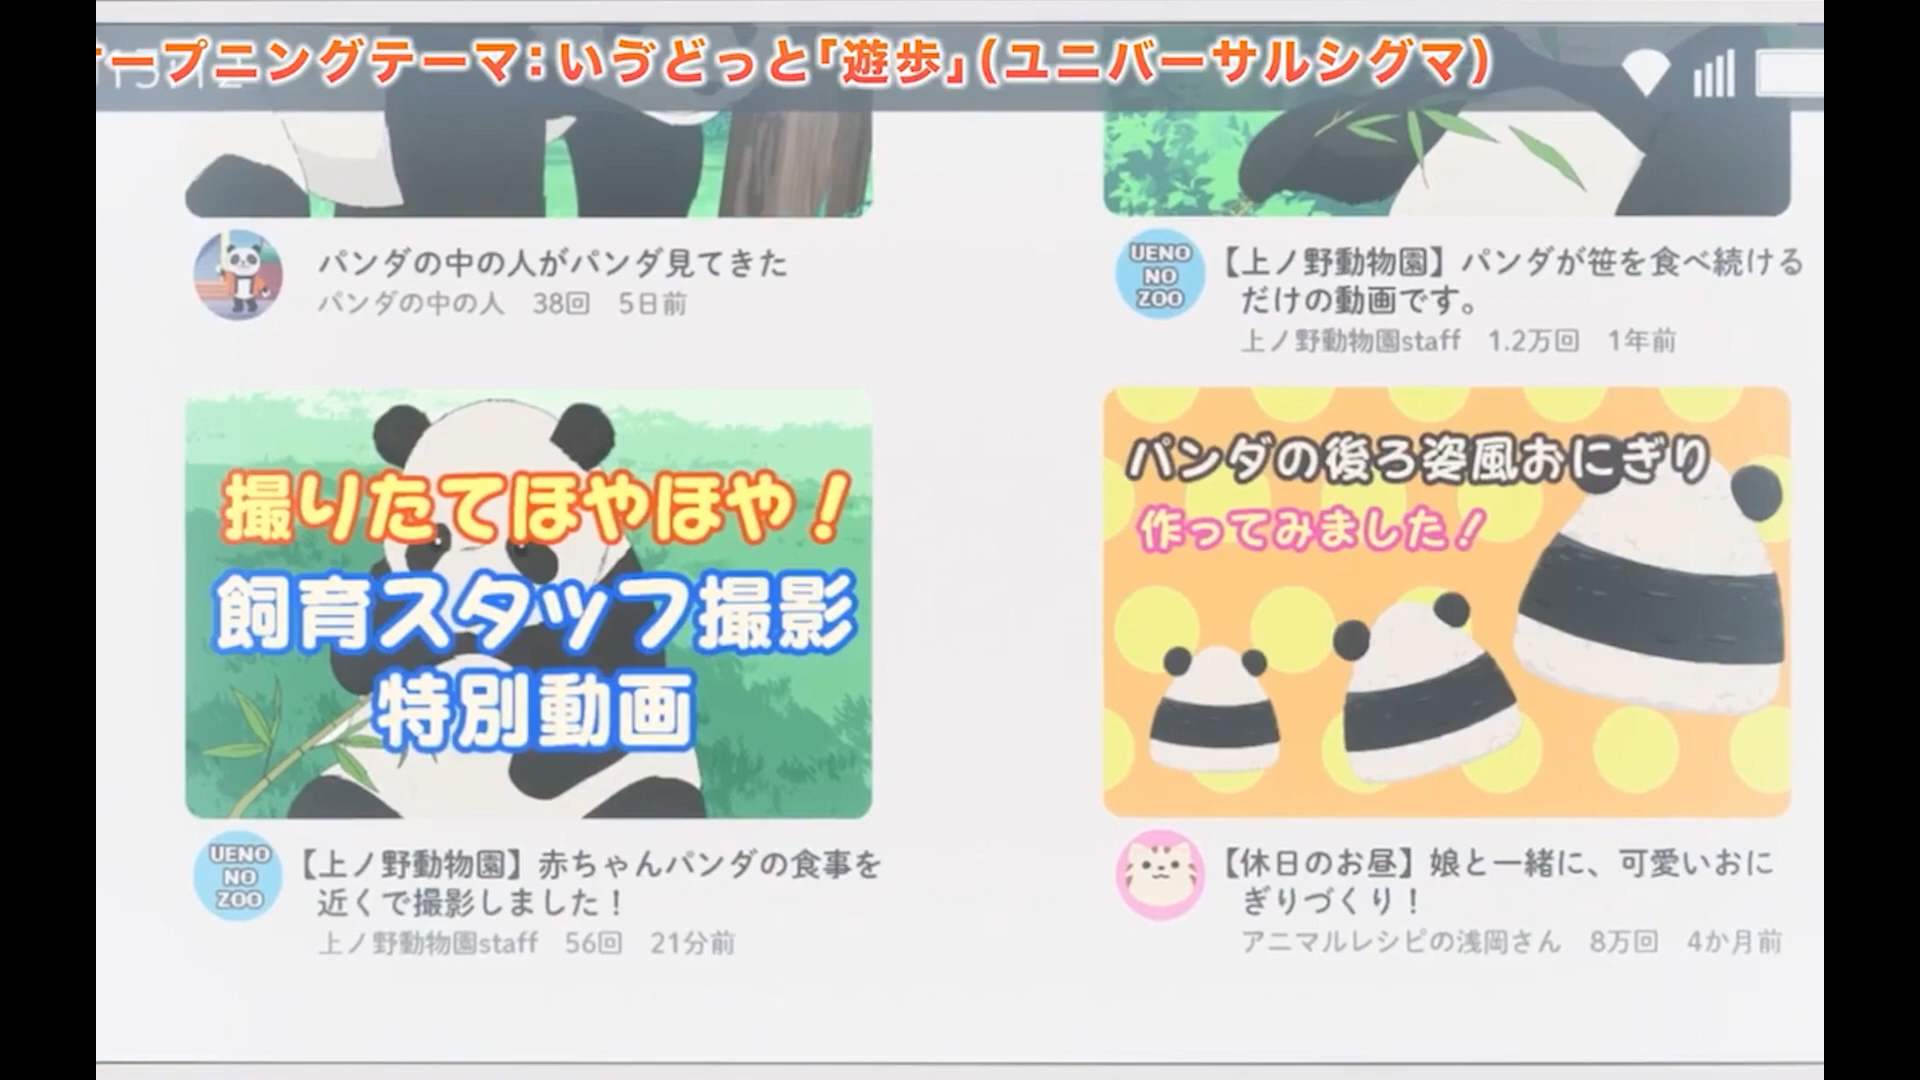 ープニングテーマ：いゔどっと「遊歩」（ユニバーサルシグマ）
パンダの中の人がパンダ見てきた
パンダの中の人　38回　5日前
UENO
NO
ZOO
【上ノ野動物園】パンダが笹を食べ続ける
だけの動画です。
上ノ野動物園staff　1.2万回　1年前
撮りたてほやほや！
飼育スタッフ撮影
特別動画
UENO
NO
ZOO
【上ノ野動物園】赤ちゃんパンダの食事を
近くで撮影しました！
上ノ野動物園staff　56回　21分前
パンダの後ろ姿風おにぎり
作ってみました！
【休日のお昼】娘と一緒に、可愛いおに
ぎりづくり！
アニマルレシピの浅岡さん　8万回　4か月前